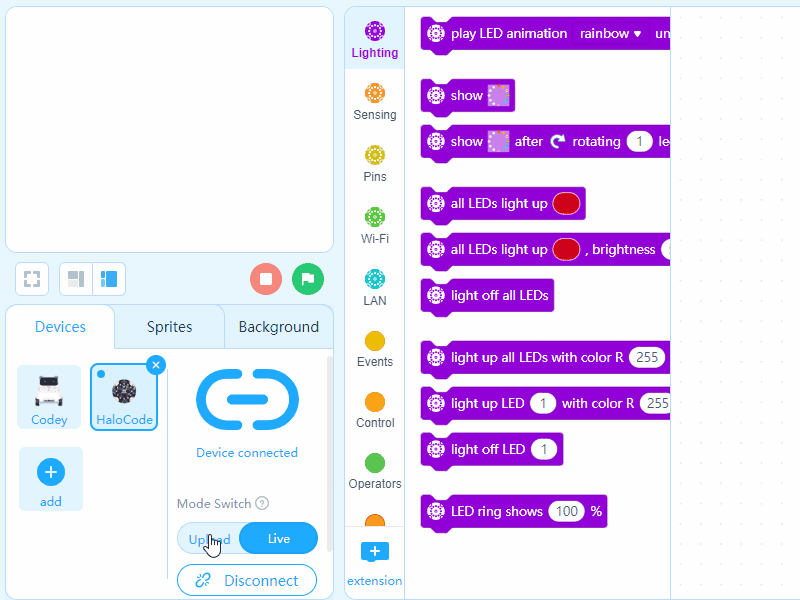 Lighting
Sensing
Pins
Wi-Fi
LAN
Events
Control
Operators
extension
play LED animation rainbow un
show
show after rotating 1 le
all LEDs light up
all LEDs light up , brightness
light off all LEDs
light up all LEDs with color R 255
light up LED 1 with color R 255
light off LED 1
LED ring shows 100 %
Devices Sprites Background
Codey
HaloCode
add
Device connected
Mode Switch ?
Upload Live
Disconnect